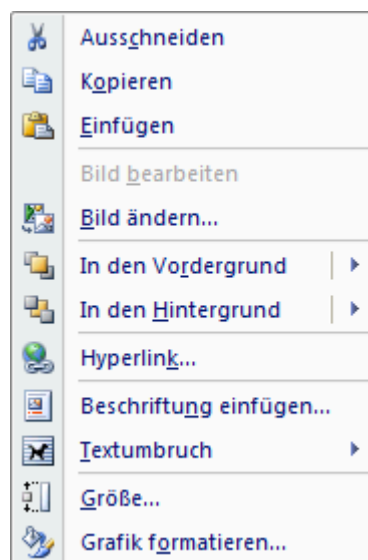 Ausschneiden
Kopieren
Einfügen
Bild bearbeiten
Bild ändern...
In den Vordergrund
In den Hintergrund
Hyperlink...
Beschriftung einfügen...
Textumbruch
Größe...
Grafik formatieren...